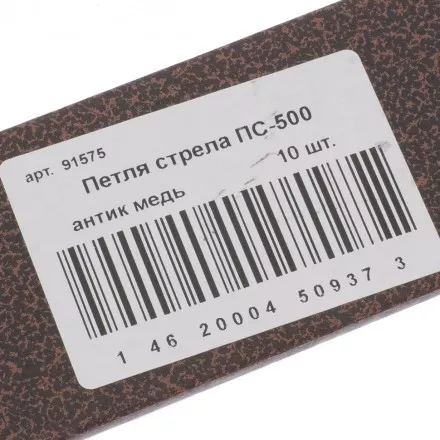 арт. 91575
Петля стрела ПС-500
антик медь 10 шт.
1 46 20004 50937 3